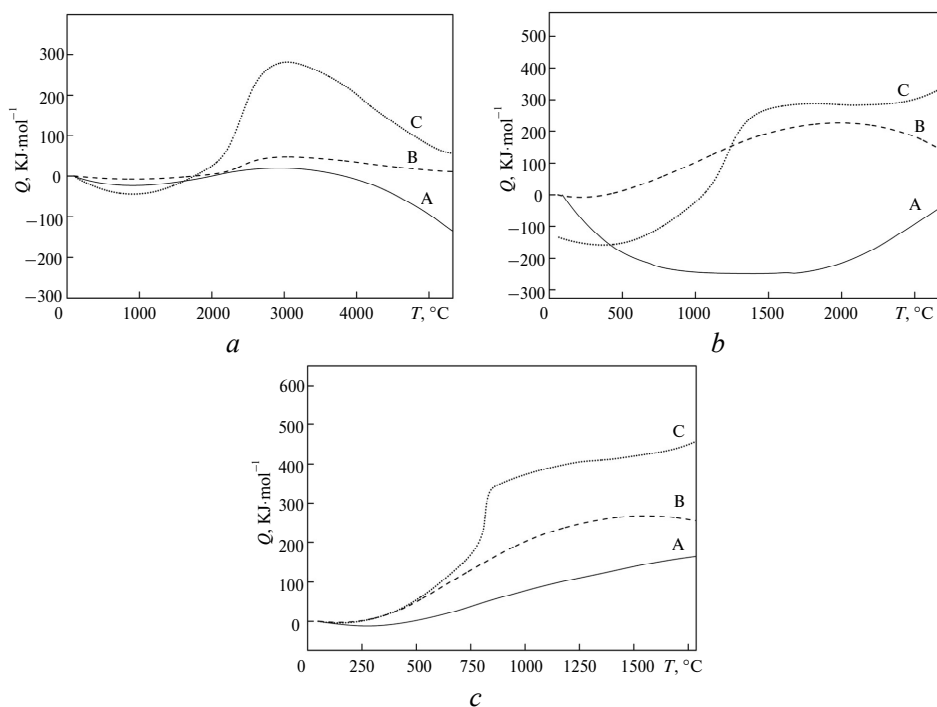 300
200
100
0
−100
−200
−300
Q, KJ·mol⁻¹
C
B
A
0 1000 2000 3000 4000 T, °C
a
500
400
300
200
100
0
−100
−200
−300
Q, KJ·mol⁻¹
C
B
A
0 500 1000 1500 2000 T, °C
b
600
500
400
300
200
100
0
Q, KJ·mol⁻¹
C
B
A
0 250 500 750 1000 1250 1500 T, °C
c